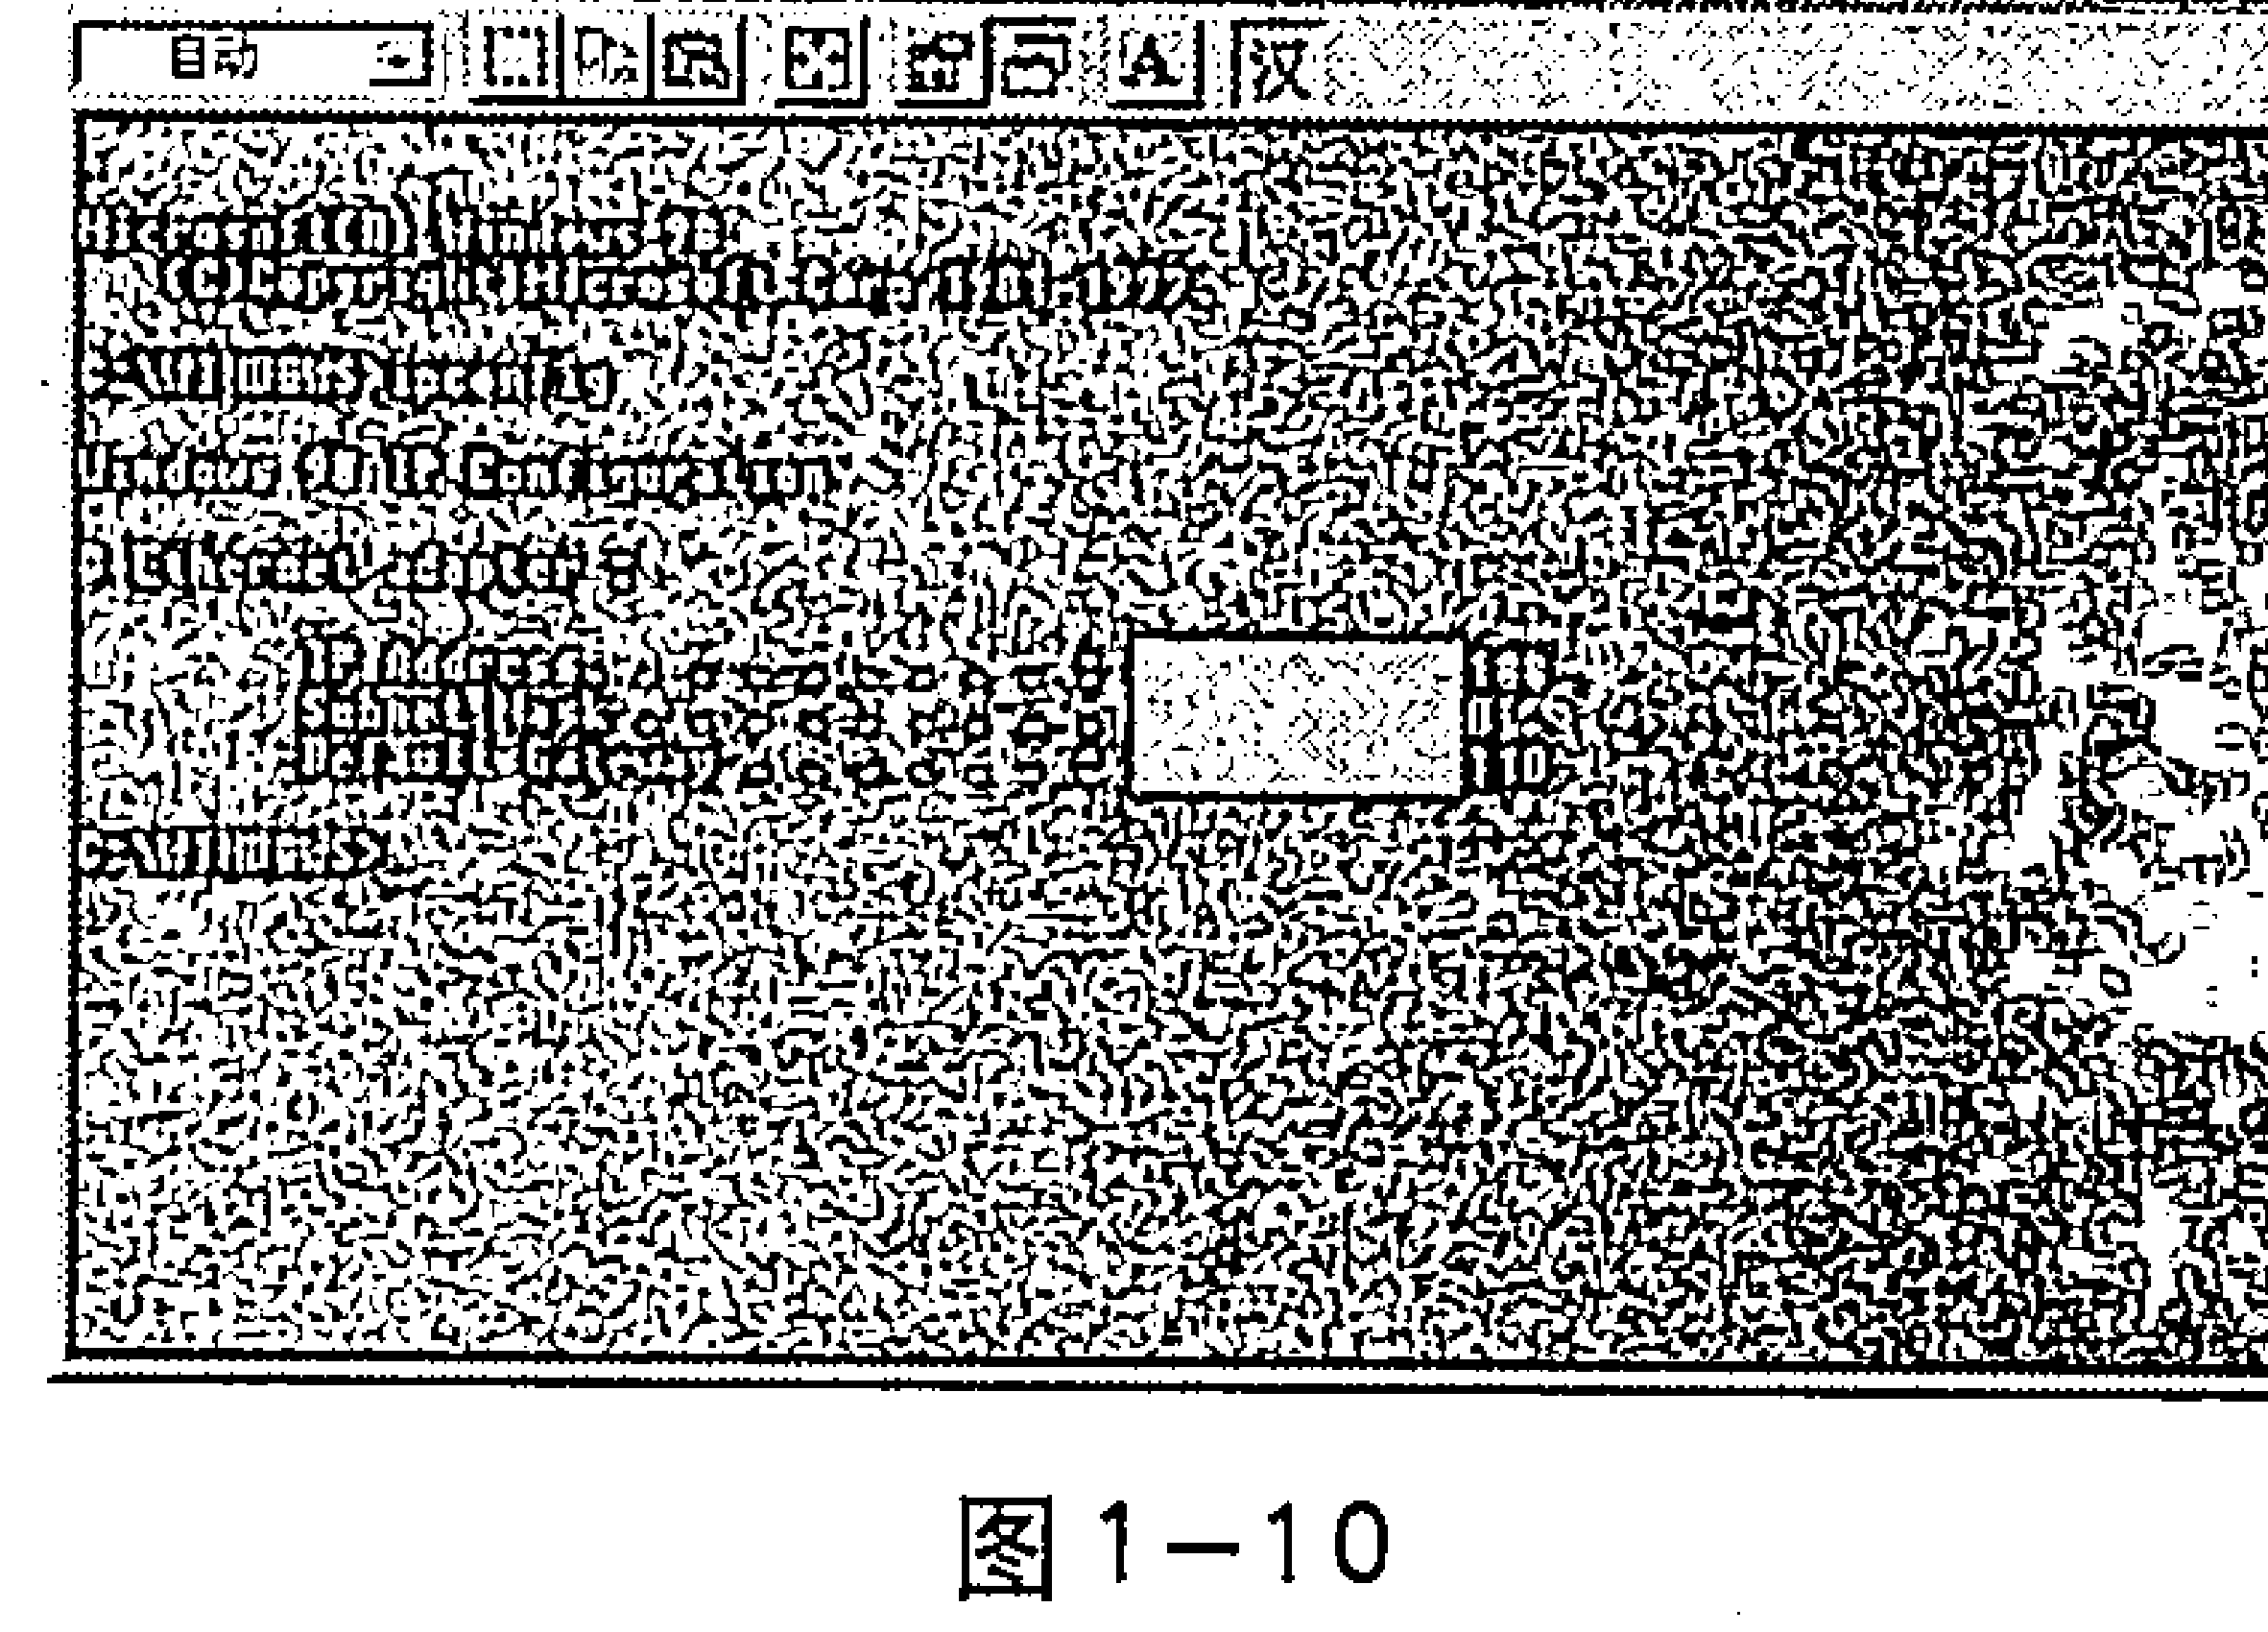 自动 A 汉
Microsoft(R) Windows 98
(C)Copyright Microsoft Corp 1981-1999
C:\WINDOWS>ipconfig
Windows 98 IP Configuration
0 Ethernet adapter :
IP Address. . . . . . . . . :
Subnet Mask . . . . . . . . :
Default Gateway . . . . . . :
C:\WINDOWS>
图 1-10